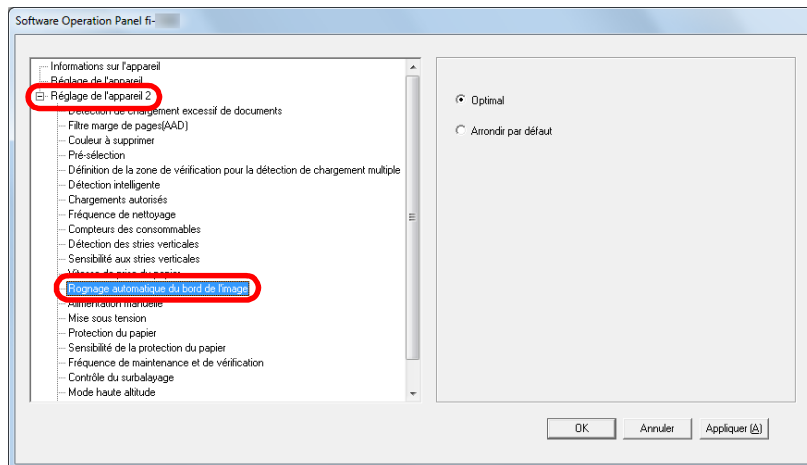 Software Operation Panel fi-
Informations sur l'appareil
Réglage de l'appareil
Réglage de l'appareil 2
Détection de chargement excessif de documents
Filtre marge de pages(AAD)
Couleur à supprimer
Pré-sélection
Définition de la zone de vérification pour la détection de chargement multiple
Détection intelligente
Chargements autorisés
Fréquence de nettoyage
Compteurs des consommables
Détection des stries verticales
Sensibilité aux stries verticales
Vitesse de prise du papier
Rognage automatique du bord de l'image
Alimentation manuelle
Mise sous tension
Protection du papier
Sensibilité de la protection du papier
Fréquence de maintenance et de vérification
Contrôle du surbalayage
Mode haute altitude
Optimal
Arrondir par défaut
OK
Annuler
Appliquer (A)